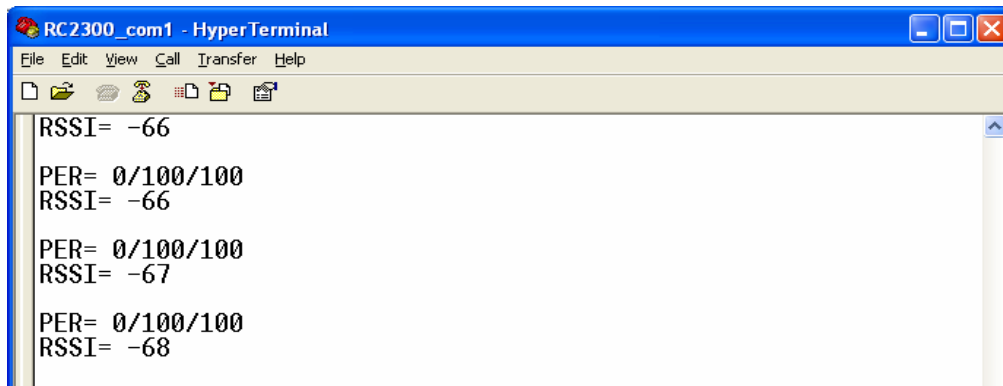 RC2300_com1 - HyperTerminal
File Edit View Call Transfer Help
RSSI= -66
PER= 0/100/100
RSSI= -66
PER= 0/100/100
RSSI= -67
PER= 0/100/100
RSSI= -68